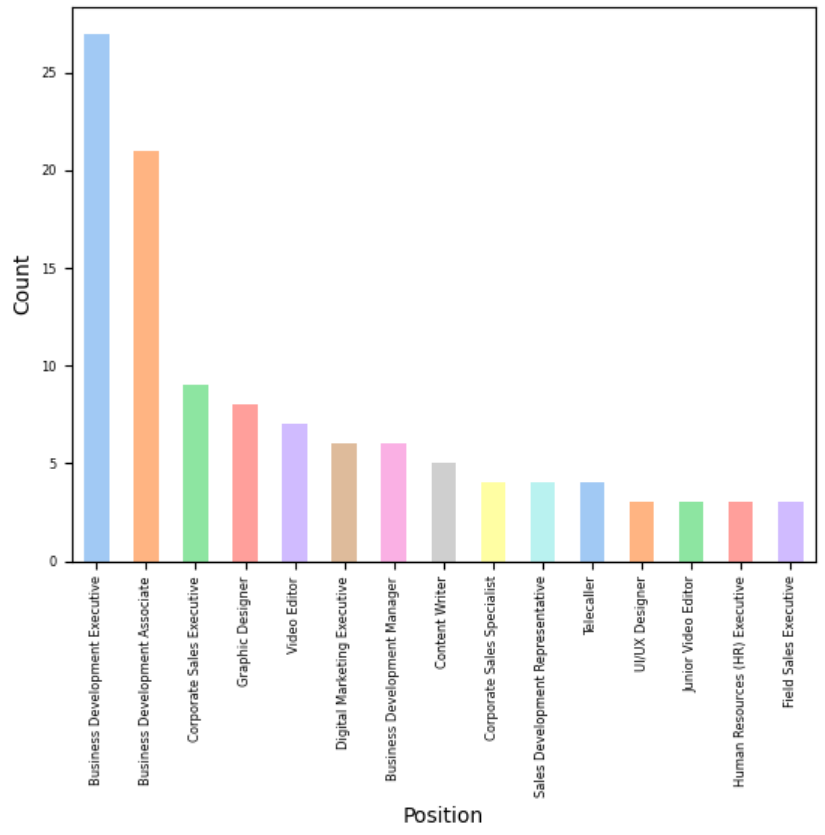 25
20
15
10
5
0
Count
Business Development Executive
Business Development Associate
Corporate Sales Executive
Graphic Designer
Video Editor
Digital Marketing Executive
Business Development Manager
Content Writer
Corporate Sales Specialist
Sales Development Representative
Telecaller
UI/UX Designer
Junior Video Editor
Human Resources (HR) Executive
Field Sales Executive
Position